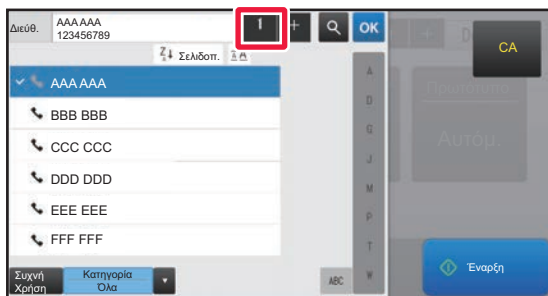 Διεύθ.
AAA AAA
123456789
1
+
OK
CA
Σελιδοπ.
AAA AAA
BBB BBB
CCC CCC
DDD DDD
EEE EEE
FFF FFF
A
D
G
J
M
P
T
W
Πρωτότυπο
Αυτόμ.
Συχνή
Χρήση
Κατηγορία
Όλα
ABC
Έναρξη